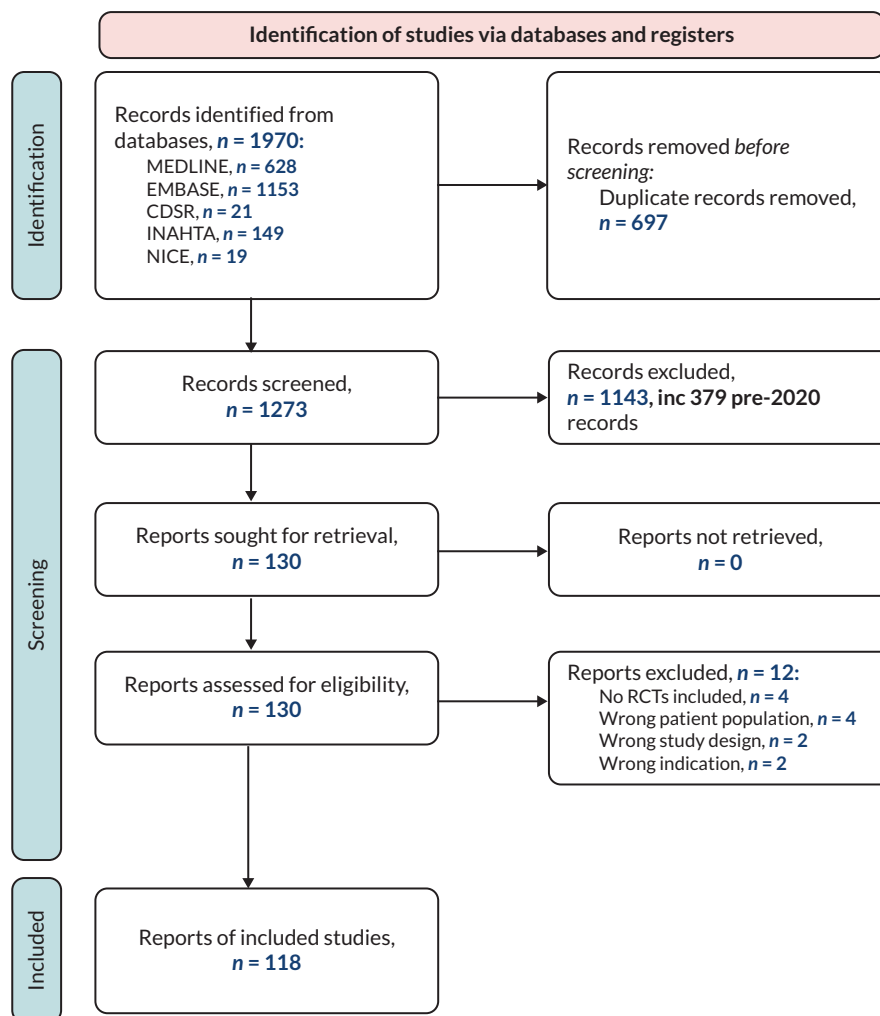 Identification of studies via databases and registers
Identification
Records identified from
databases, n = 1970:
MEDLINE, n = 628
EMBASE, n = 1153
CDSR, n = 21
INAHTA, n = 149
NICE, n = 19
Records removed before
screening:
Duplicate records removed,
n = 697
Screening
Records screened,
n = 1273
Records excluded,
n = 1143, inc 379 pre-2020
records
Reports sought for retrieval,
n = 130
Reports not retrieved,
n = 0
Reports assessed for eligibility,
n = 130
Reports excluded, n = 12:
No RCTs included, n = 4
Wrong patient population, n = 4
Wrong study design, n = 2
Wrong indication, n = 2
Included
Reports of included studies,
n = 118